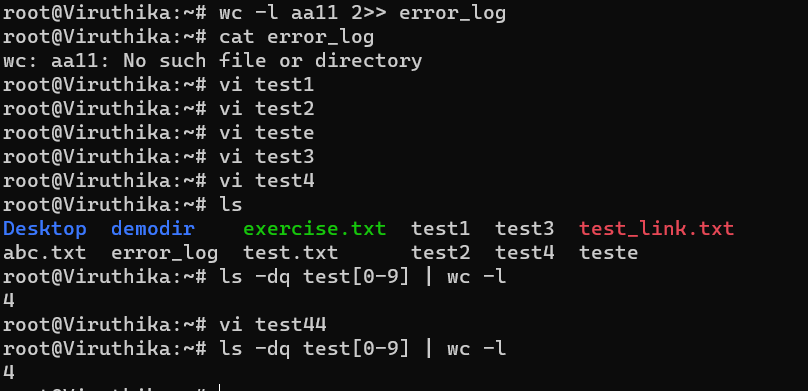 root@Viruthika:~# wc -l aa11 2>> error_log
root@Viruthika:~# cat error_log
wc: aa11: No such file or directory
root@Viruthika:~# vi test1
root@Viruthika:~# vi test2
root@Viruthika:~# vi teste
root@Viruthika:~# vi test3
root@Viruthika:~# vi test4
root@Viruthika:~# ls
Desktop  demodir    exercise.txt  test1  test3  test_link.txt
abc.txt  error_log  test.txt      test2  test4  teste
root@Viruthika:~# ls -dq test[0-9] | wc -l
4
root@Viruthika:~# vi test44
root@Viruthika:~# ls -dq test[0-9] | wc -l
4
root@Viruthika:~#